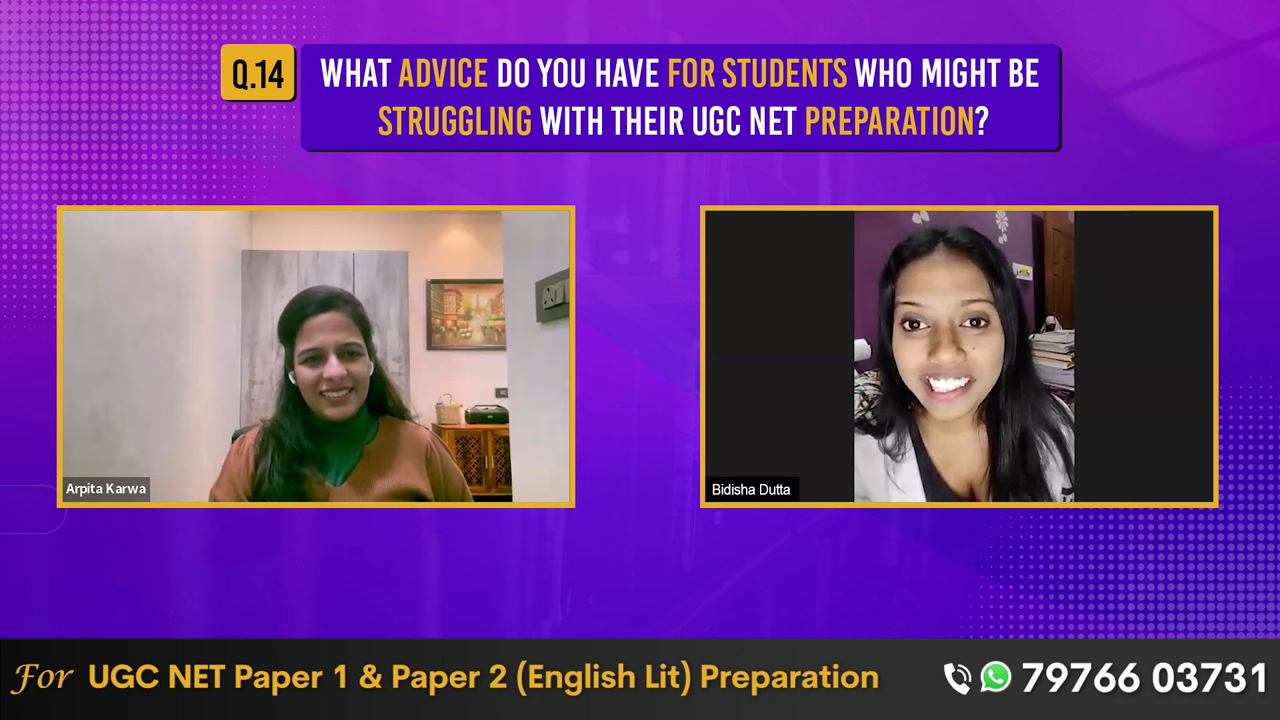 Q.14
WHAT ADVICE DO YOU HAVE FOR STUDENTS WHO MIGHT BE
STRUGGLING WITH THEIR UGC NET PREPARATION?
Arpita Karwa
Bidisha Dutta
For UGC NET Paper 1 & Paper 2 (English Lit) Preparation
79766 03731